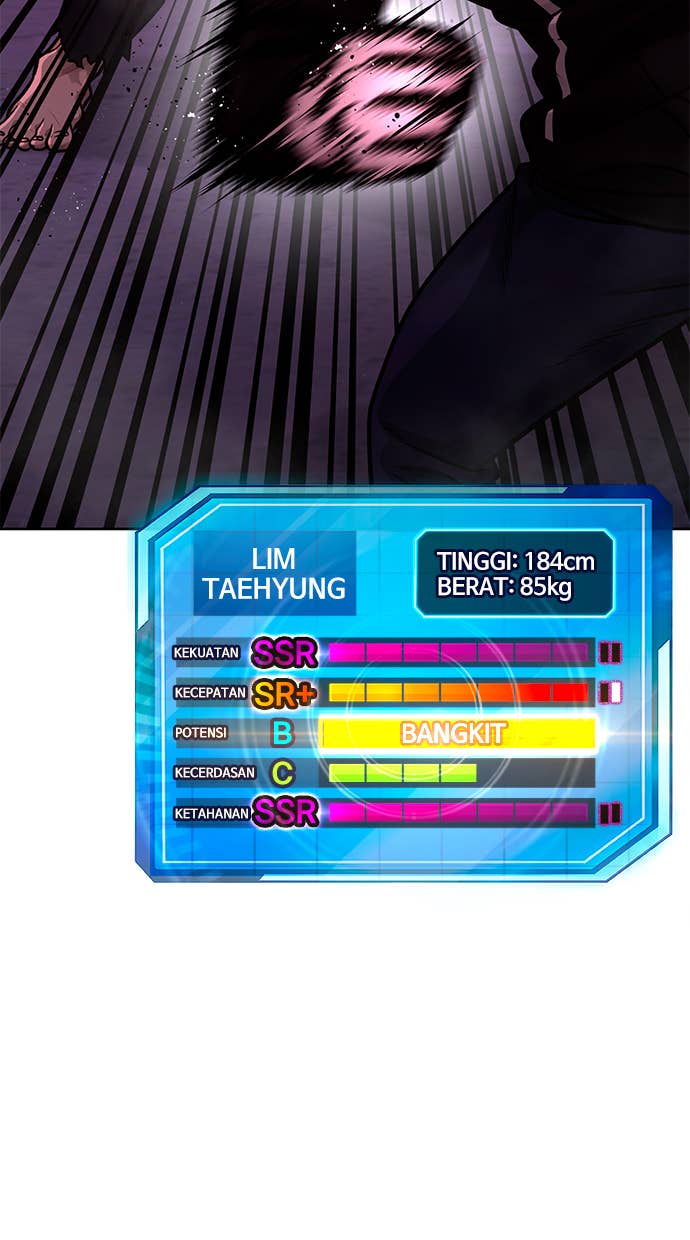 LIM
TAEHYUNG
TINGGI: 184cm
BERAT: 85kg
KEKUATAN SSR
KECEPATAN SR+
POTENSI B BANGKIT
KECERDASAN C
KETAHANAN SSR